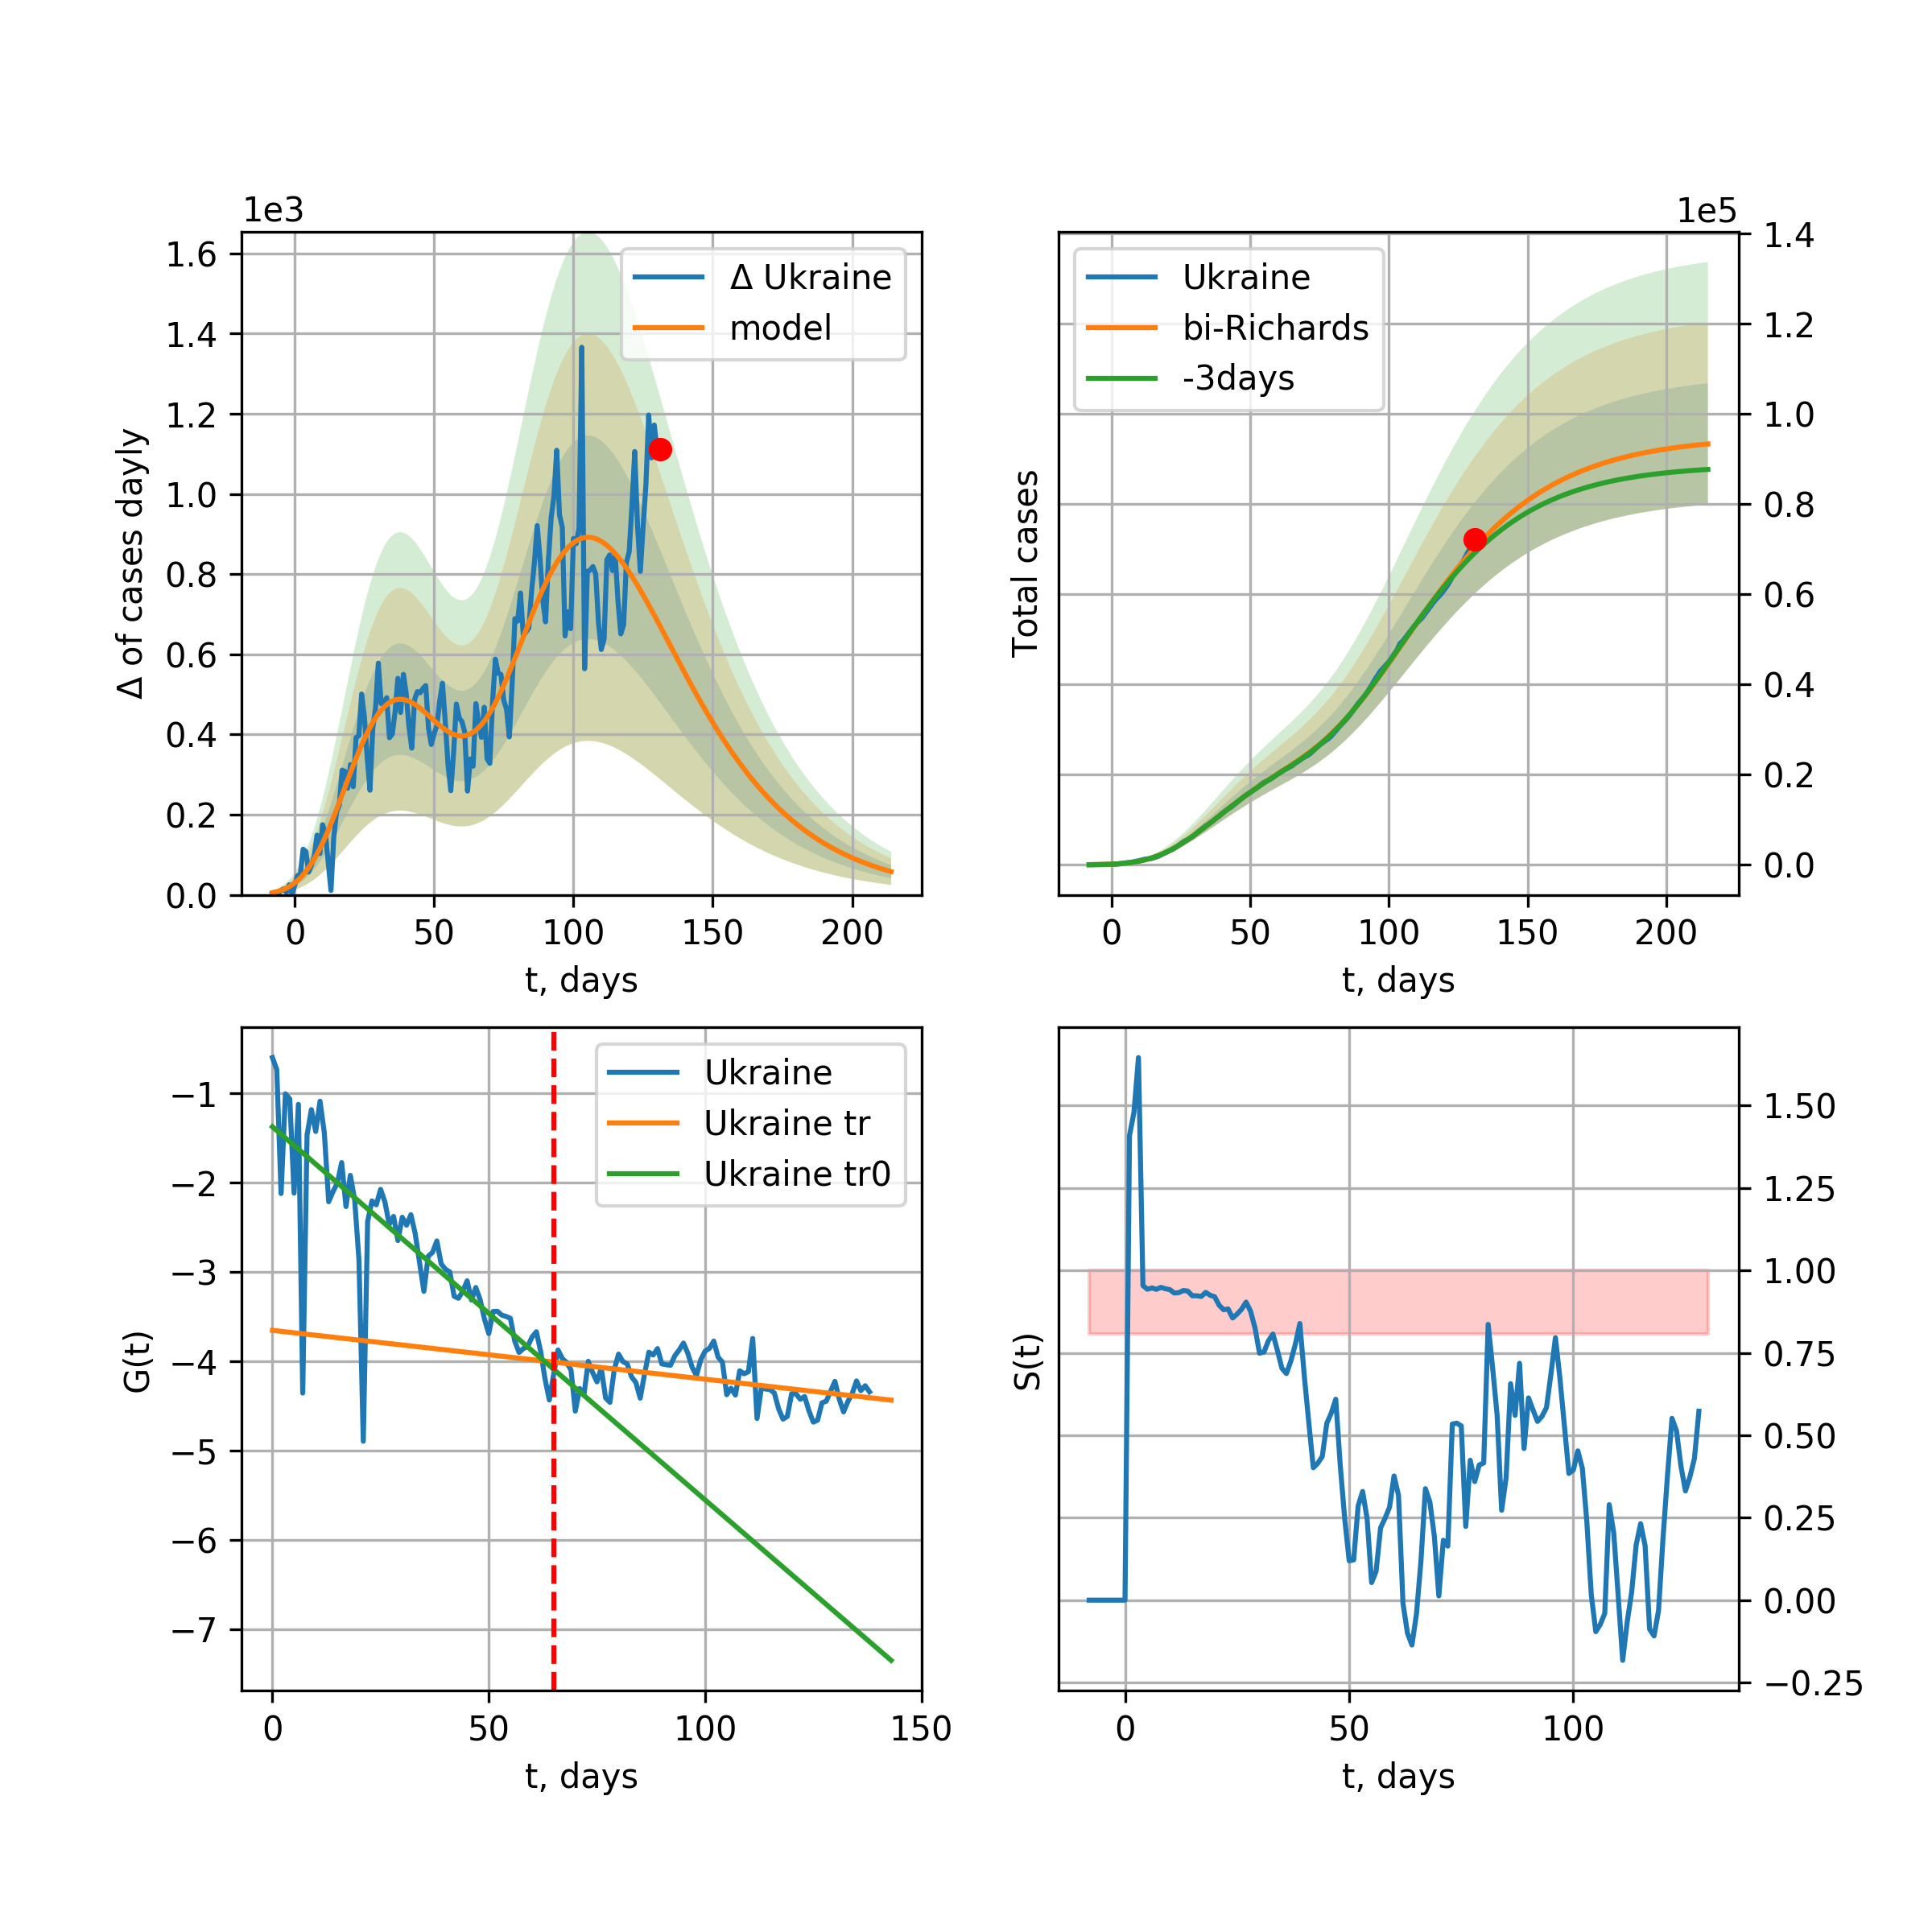 1e3
1.6
1.4
1.2
1.0
0.8
0.6
0.4
0.2
0.0
Δ of cases dayly
Δ Ukraine
model
0 50 100 150 200
t, days
1e5
1.4
1.2
1.0
0.8
0.6
0.4
0.2
0.0
Total cases
Ukraine
bi-Richards
-3days
0 50 100 150 200
t, days
−1
−2
−3
−4
−5
−6
−7
G(t)
Ukraine
Ukraine tr
Ukraine tr0
0 50 100 150
t, days
S(t)
1.50
1.25
1.00
0.75
0.50
0.25
0.00
−0.25
0 50 100
t, days